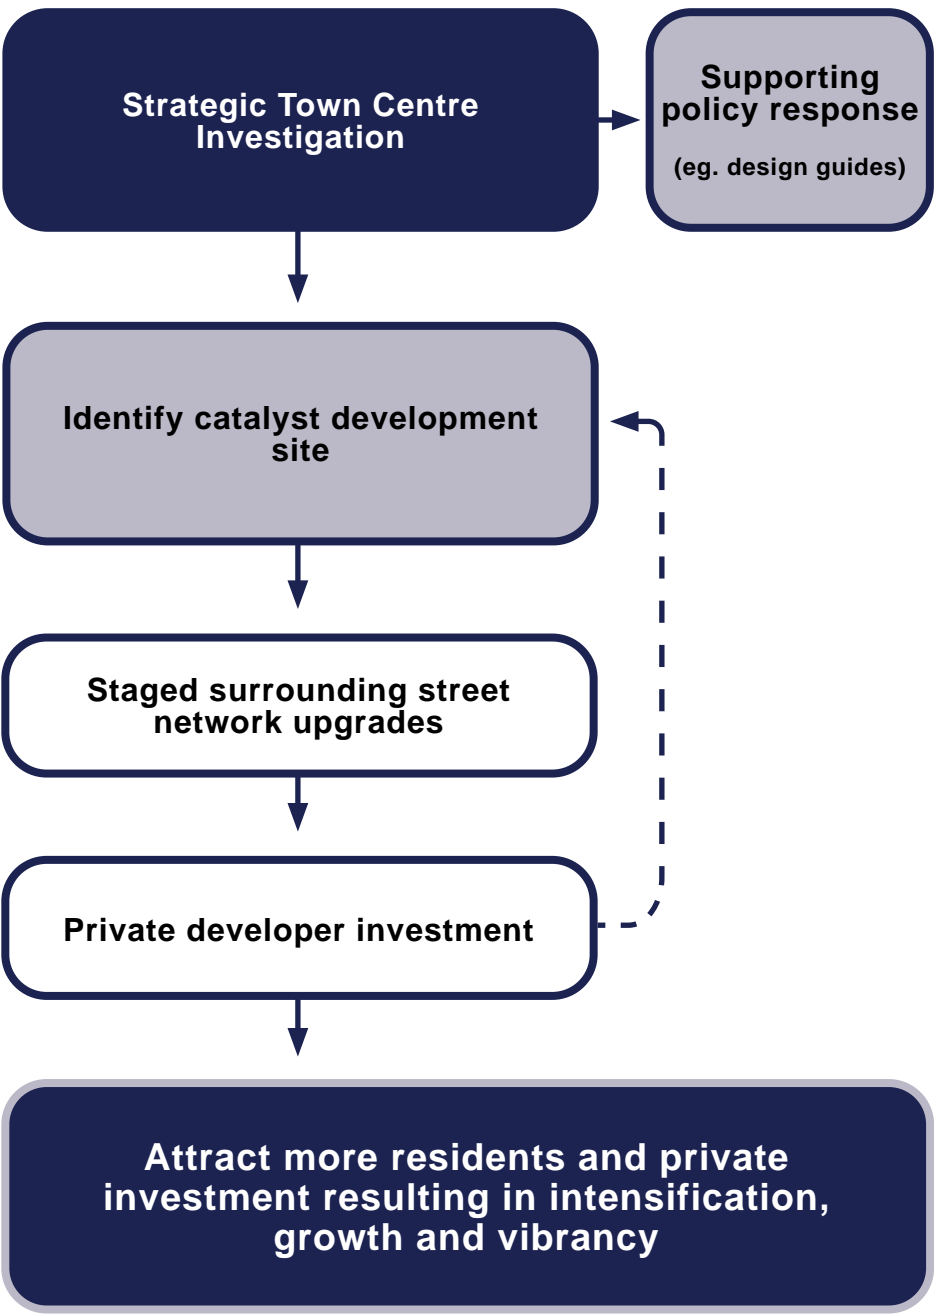 Strategic Town Centre
Investigation
Supporting
policy response
(eg. design guides)
Identify catalyst development
site
Staged surrounding street
network upgrades
Private developer investment
Attract more residents and private
investment resulting in intensification,
growth and vibrancy